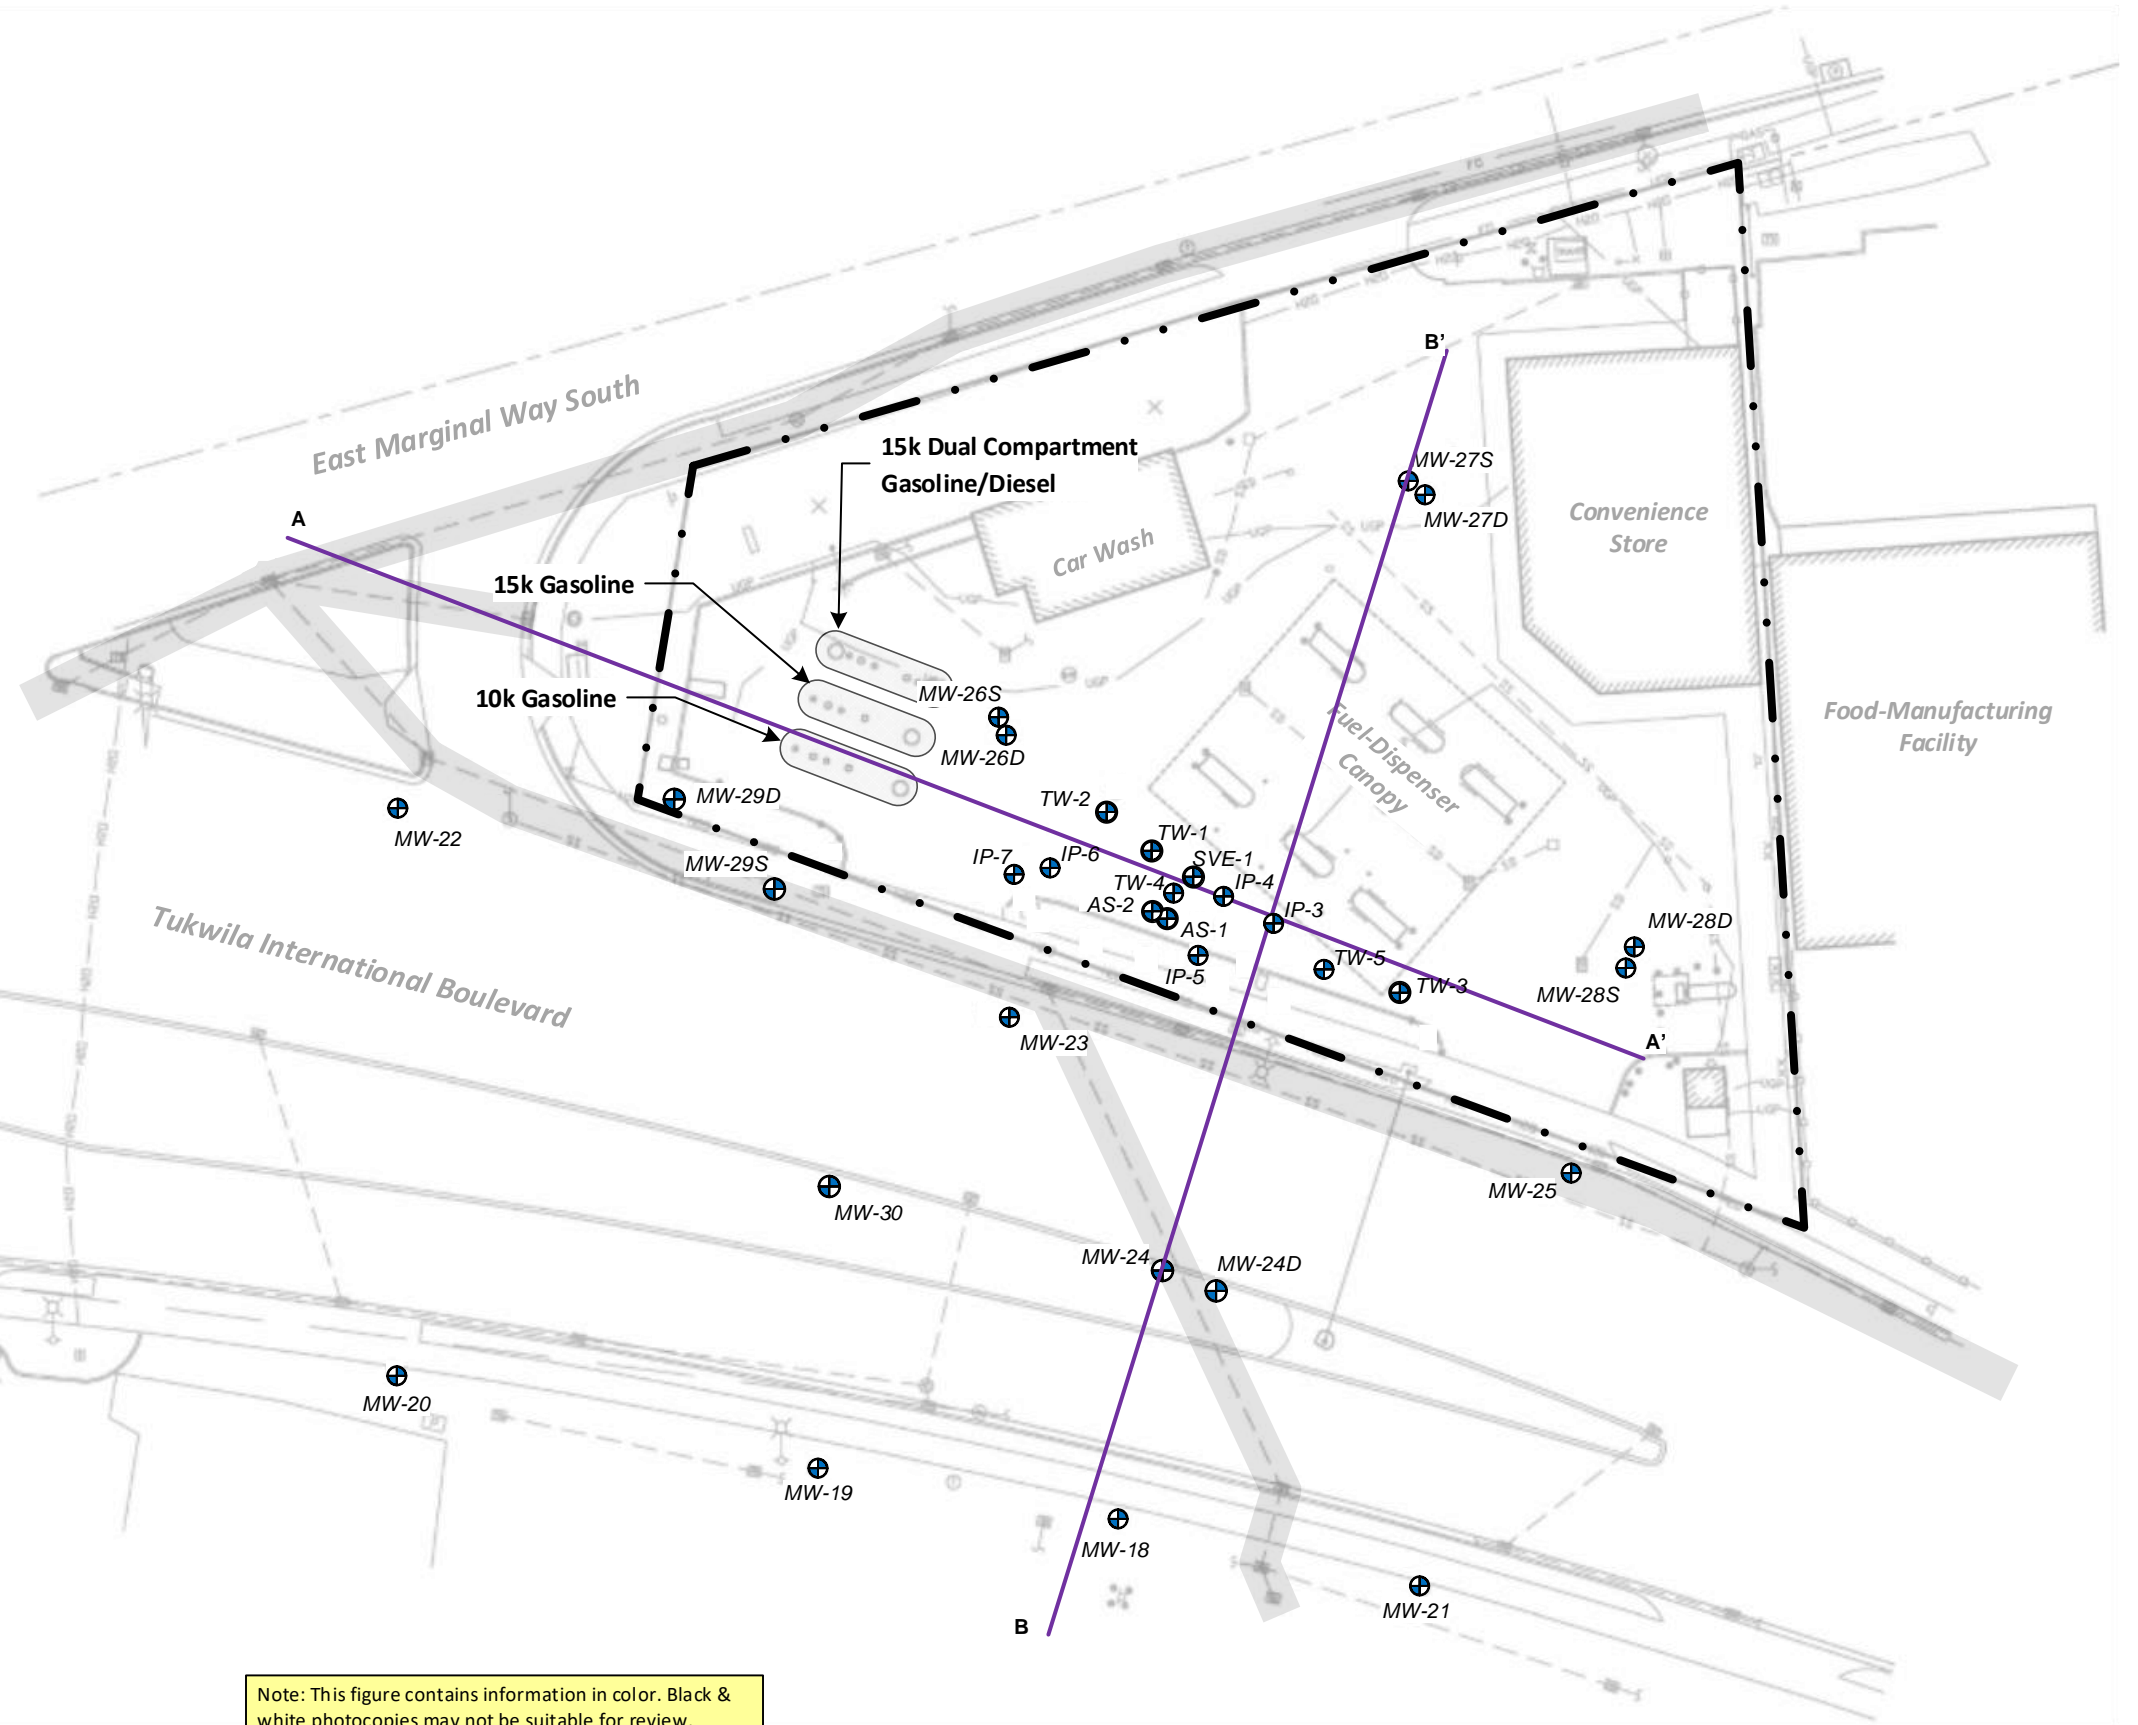 B'
East Marginal Way South
15k Dual Compartment
Gasoline/Diesel
MW-27S
MW-27D
A
Convenience
Store
Car Wash
15k Gasoline
10k Gasoline
MW-26S
MW-26D
Food-Manufacturing
Facility
Fuel-Dispenser
Canopy
MW-29D
MW-22
MW-29S
TW-2
TW-1
IP-7
IP-6
SVE-1
TW-4
IP-4
AS-2
AS-1
IP-3
IP-5
TW-5
TW-3
MW-28D
MW-28S
A'
Tukwila International Boulevard
MW-23
MW-25
MW-30
MW-24
MW-24D
MW-20
MW-19
MW-18
MW-21
B
Note: This figure contains information in color. Black &
white photocopies may not be suitable for review.